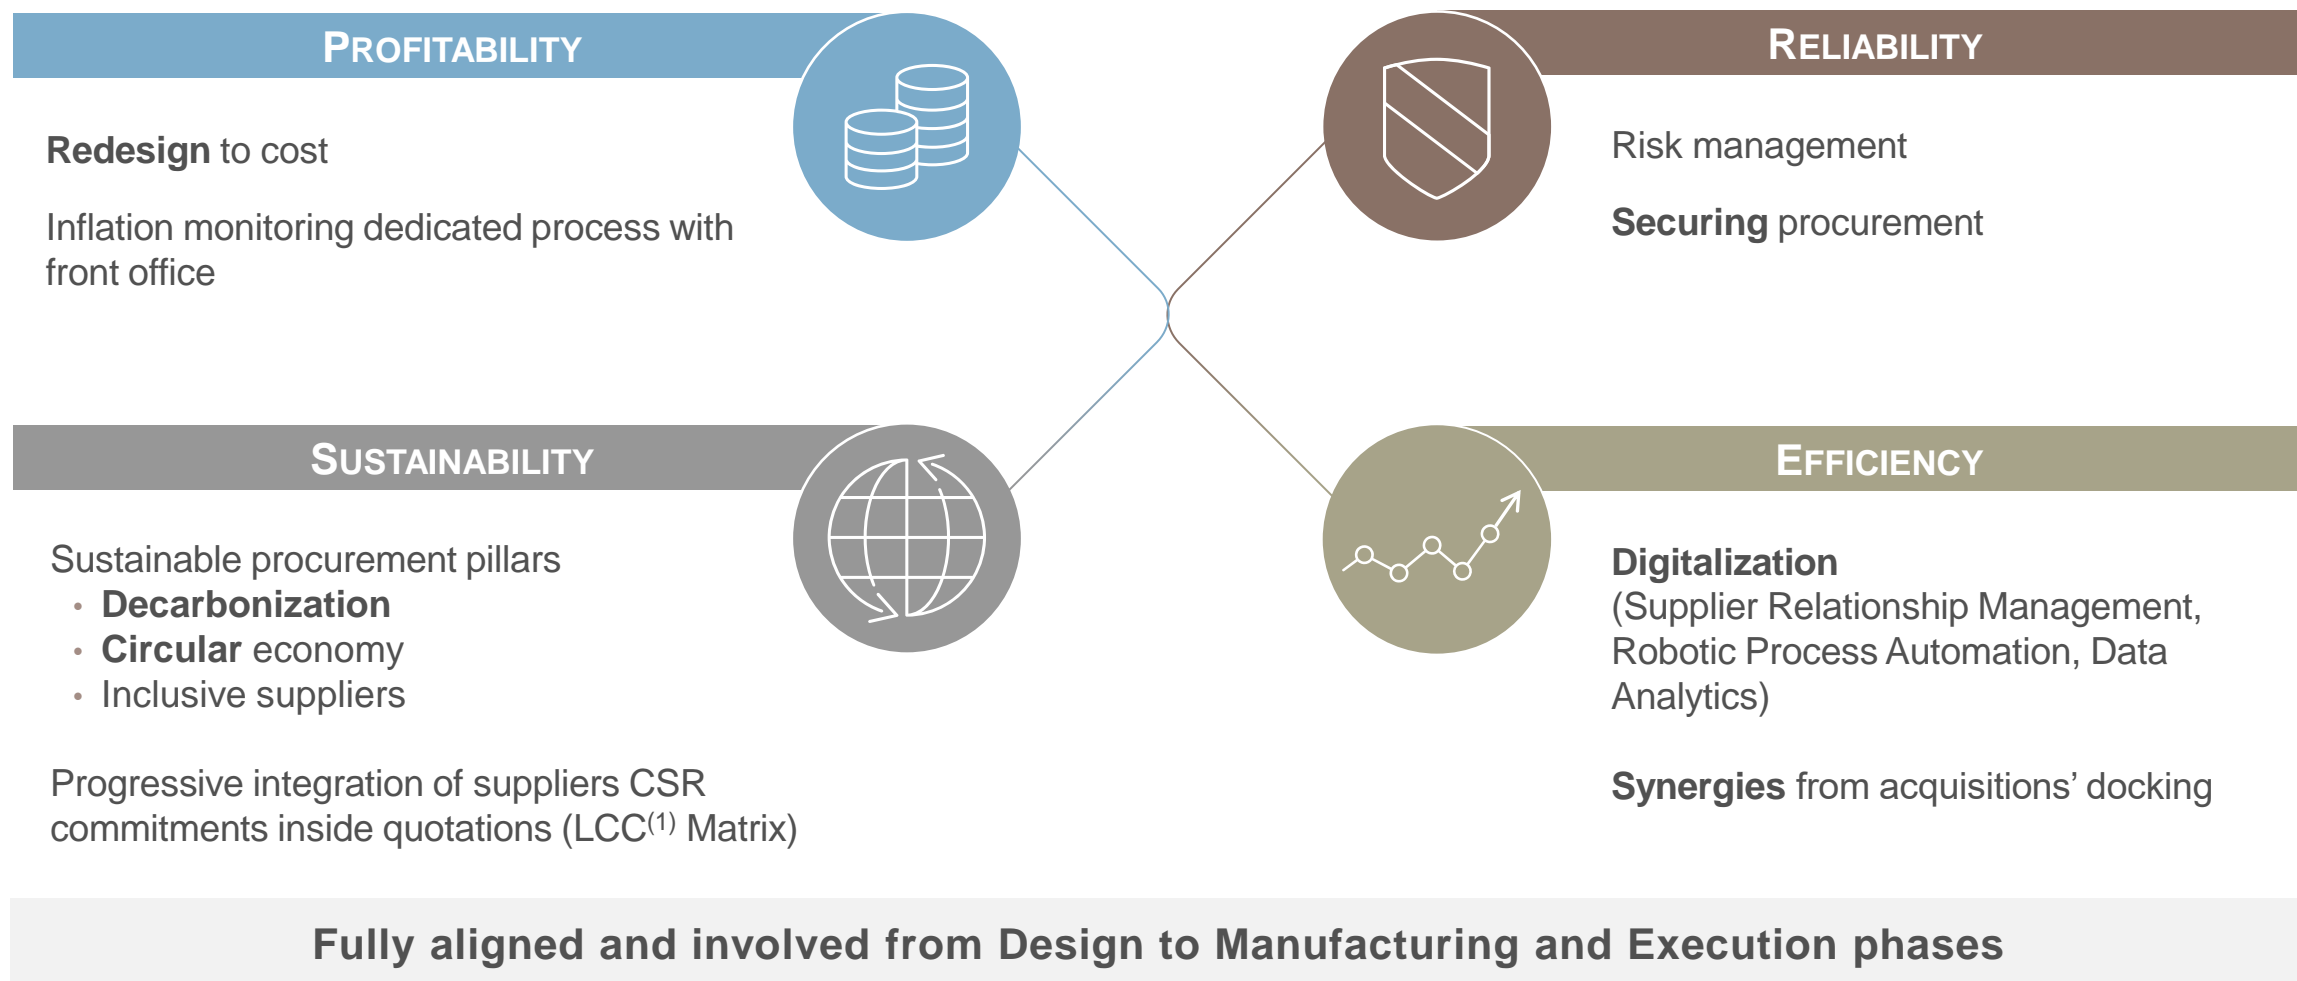 PROFITABILITY
Redesign to cost
Inflation monitoring dedicated process with
front office
RELIABILITY
Risk management
Securing procurement
SUSTAINABILITY
Sustainable procurement pillars
• Decarbonization
• Circular economy
• Inclusive suppliers
Progressive integration of suppliers CSR
commitments inside quotations (LCC(1) Matrix)
EFFICIENCY
Digitalization
(Supplier Relationship Management,
Robotic Process Automation, Data
Analytics)
Synergies from acquisitions’ docking
Fully aligned and involved from Design to Manufacturing and Execution phases